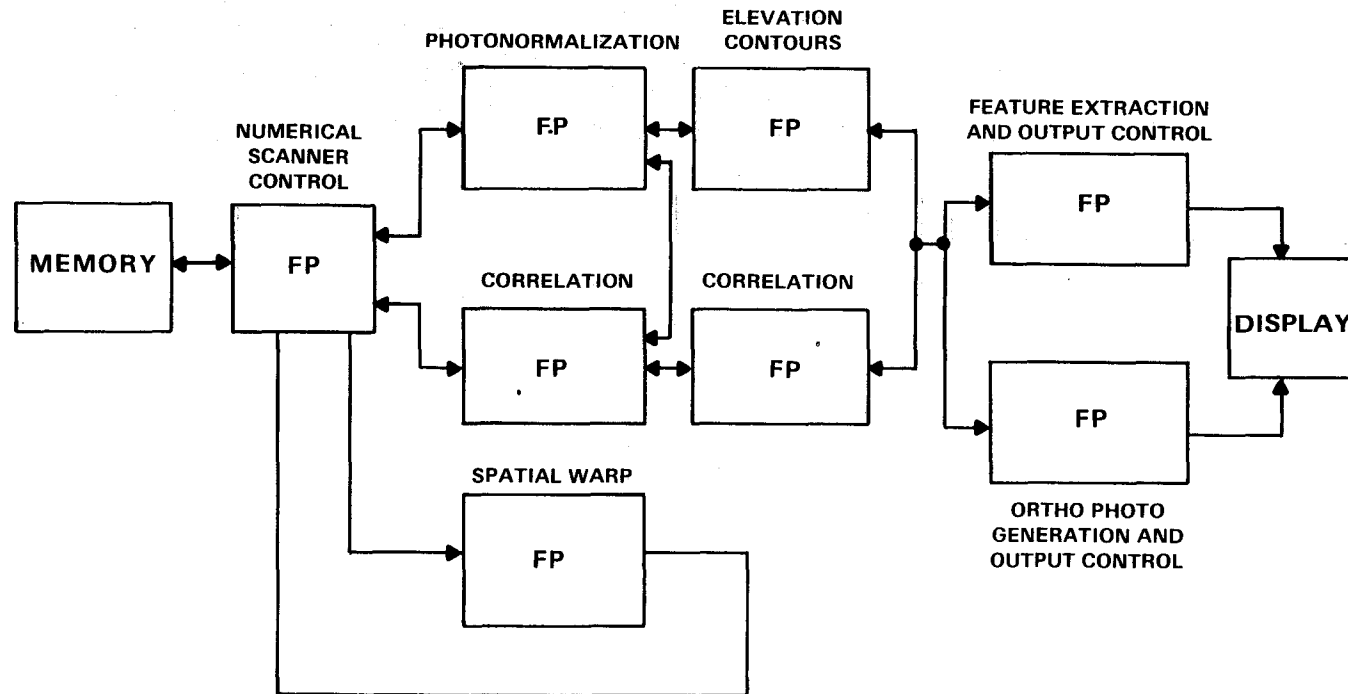 ELEVATION
CONTOURS
PHOTONORMALIZATION
FP
FP
FEATURE EXTRACTION
AND OUTPUT CONTROL
FP
NUMERICAL
SCANNER
CONTROL
MEMORY
FP
CORRELATION
CORRELATION
FP
FP
DISPLAY
FP
ORTHO PHOTO
GENERATION AND
OUTPUT CONTROL
SPATIAL WARP
FP